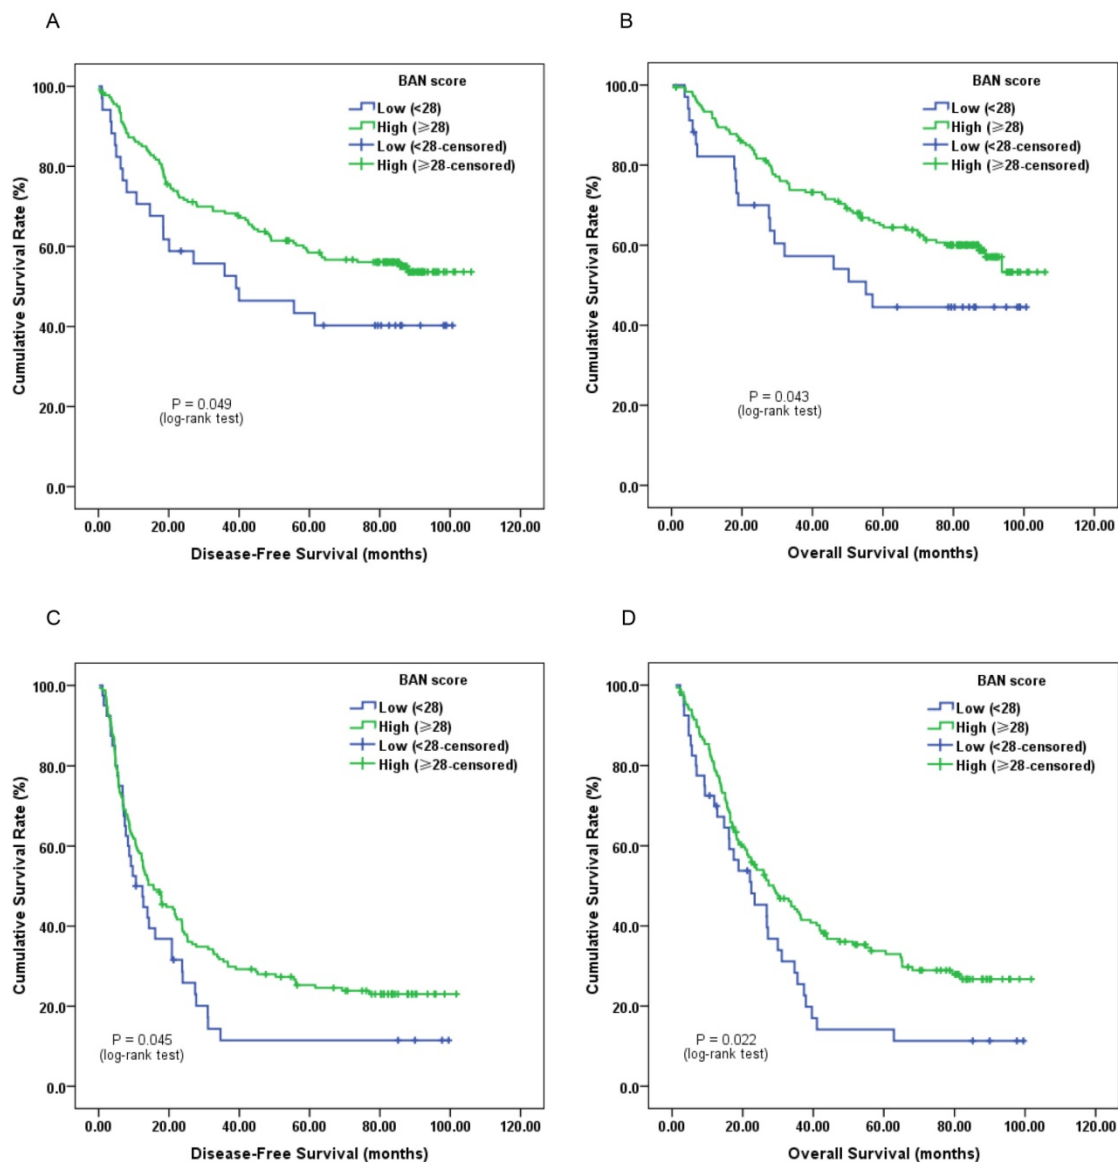 A
B
BAN score
Low (<28)
High (≥28)
Low (<28-censored)
High (≥28-censored)
100.0
80.0
60.0
40.0
20.0
0.0
Cumulative Survival Rate (%)
P = 0.049
(log-rank test)
0.00 20.00 40.00 60.00 80.00 100.00 120.00
Disease-Free Survival (months)
BAN score
Low (<28)
High (≥28)
Low (<28-censored)
High (≥28-censored)
100.0
80.0
60.0
40.0
20.0
0.0
Cumulative Survival Rate (%)
P = 0.043
(log-rank test)
0.00 20.00 40.00 60.00 80.00 100.00 120.00
Overall Survival (months)
C
D
BAN score
Low (<28)
High (≥28)
Low (<28-censored)
High (≥28-censored)
100.0
80.0
60.0
40.0
20.0
0.0
Cumulative Survival Rate (%)
P = 0.045
(log-rank test)
0.00 20.00 40.00 60.00 80.00 100.00 120.00
Disease-Free Survival (months)
BAN score
Low (<28)
High (≥28)
Low (<28-censored)
High (≥28-censored)
100.0
80.0
60.0
40.0
20.0
0.0
Cumulative Survival Rate (%)
P = 0.022
(log-rank test)
0.00 20.00 40.00 60.00 80.00 100.00 120.00
Overall Survival (months)